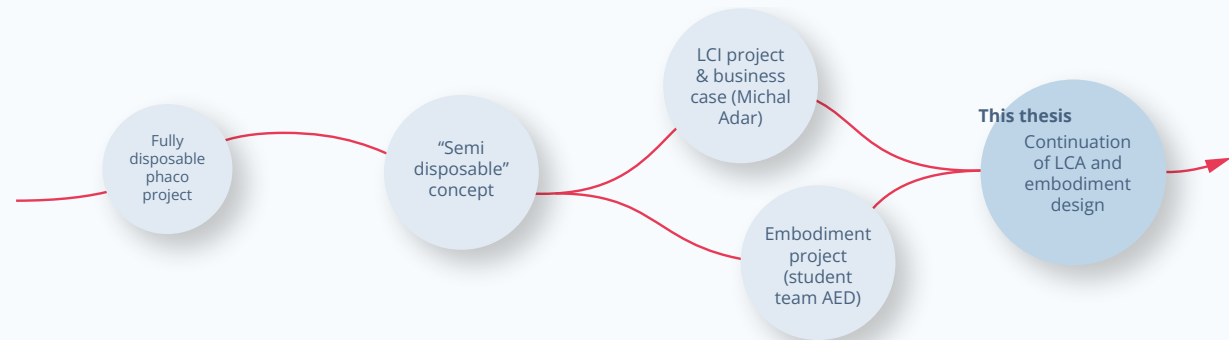 Fully
disposable
phaco
project
“Semi
disposable”
concept
LCI project
& business
case (Michal
Adar)
Embodiment
project
(student
team AED)
This thesis
Continuation
of LCA and
embodiment
design